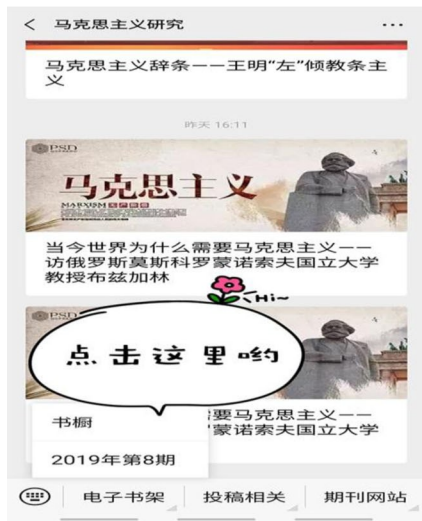 马克思主义研究
马克思主义辞条——王明“左”倾教条主
义
昨天 16:11
PSD
马克思主义
MARXISM
当今世界为什么需要马克思主义——
访俄罗斯莫斯科罗蒙诺索夫国立大学
教授布兹加林
Hi~
PSD
点击这里哟
要马克思主义——
蒙诺索夫国立大学
书橱
2019年第8期
电子书架
投稿相关
期刊网站